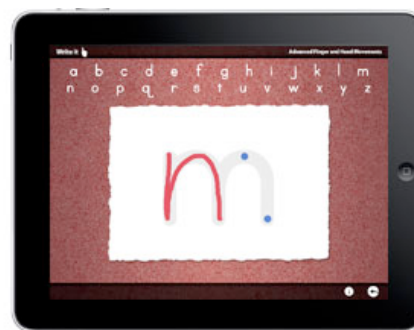 Write it
Advanced Finger and Hand Movements
a b c d e f g h i j k l m
n o p q r s t u v w x y z
m